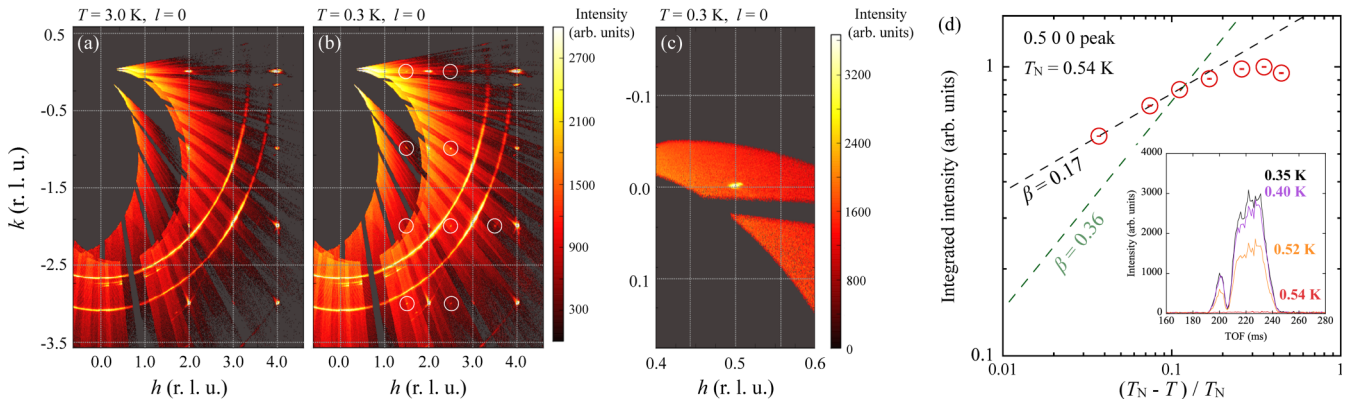 T = 3.0 K, l = 0
(a)
0.5
-0.5
-1.5
-2.5
-3.5
k (r. l. u.)
0.0 1.0 2.0 3.0 4.0
h (r. l. u.)
T = 0.3 K, l = 0
(b)
0.0 1.0 2.0 3.0 4.0
h (r. l. u.)
Intensity
(arb. units)
2700
2100
1500
900
300
T = 0.3 K, l = 0
(c)
-0.1
0.0
0.1
0.4 0.5 0.6
h (r. l. u.)
Intensity
(arb. units)
3200
2400
1600
800
0
(d)
0.5 0 0 peak
T_N = 0.54 K
1
0.1
Integrated intensity (arb. units)
β = 0.17
β = 0.36
0.01 0.1 1
(T_N - T ) / T_N
4000
3000
2000
1000
0
Intensity (arb. units)
0.35 K
0.40 K
0.52 K
0.54 K
160 180 200 220 240 260 280
TOF (ms)